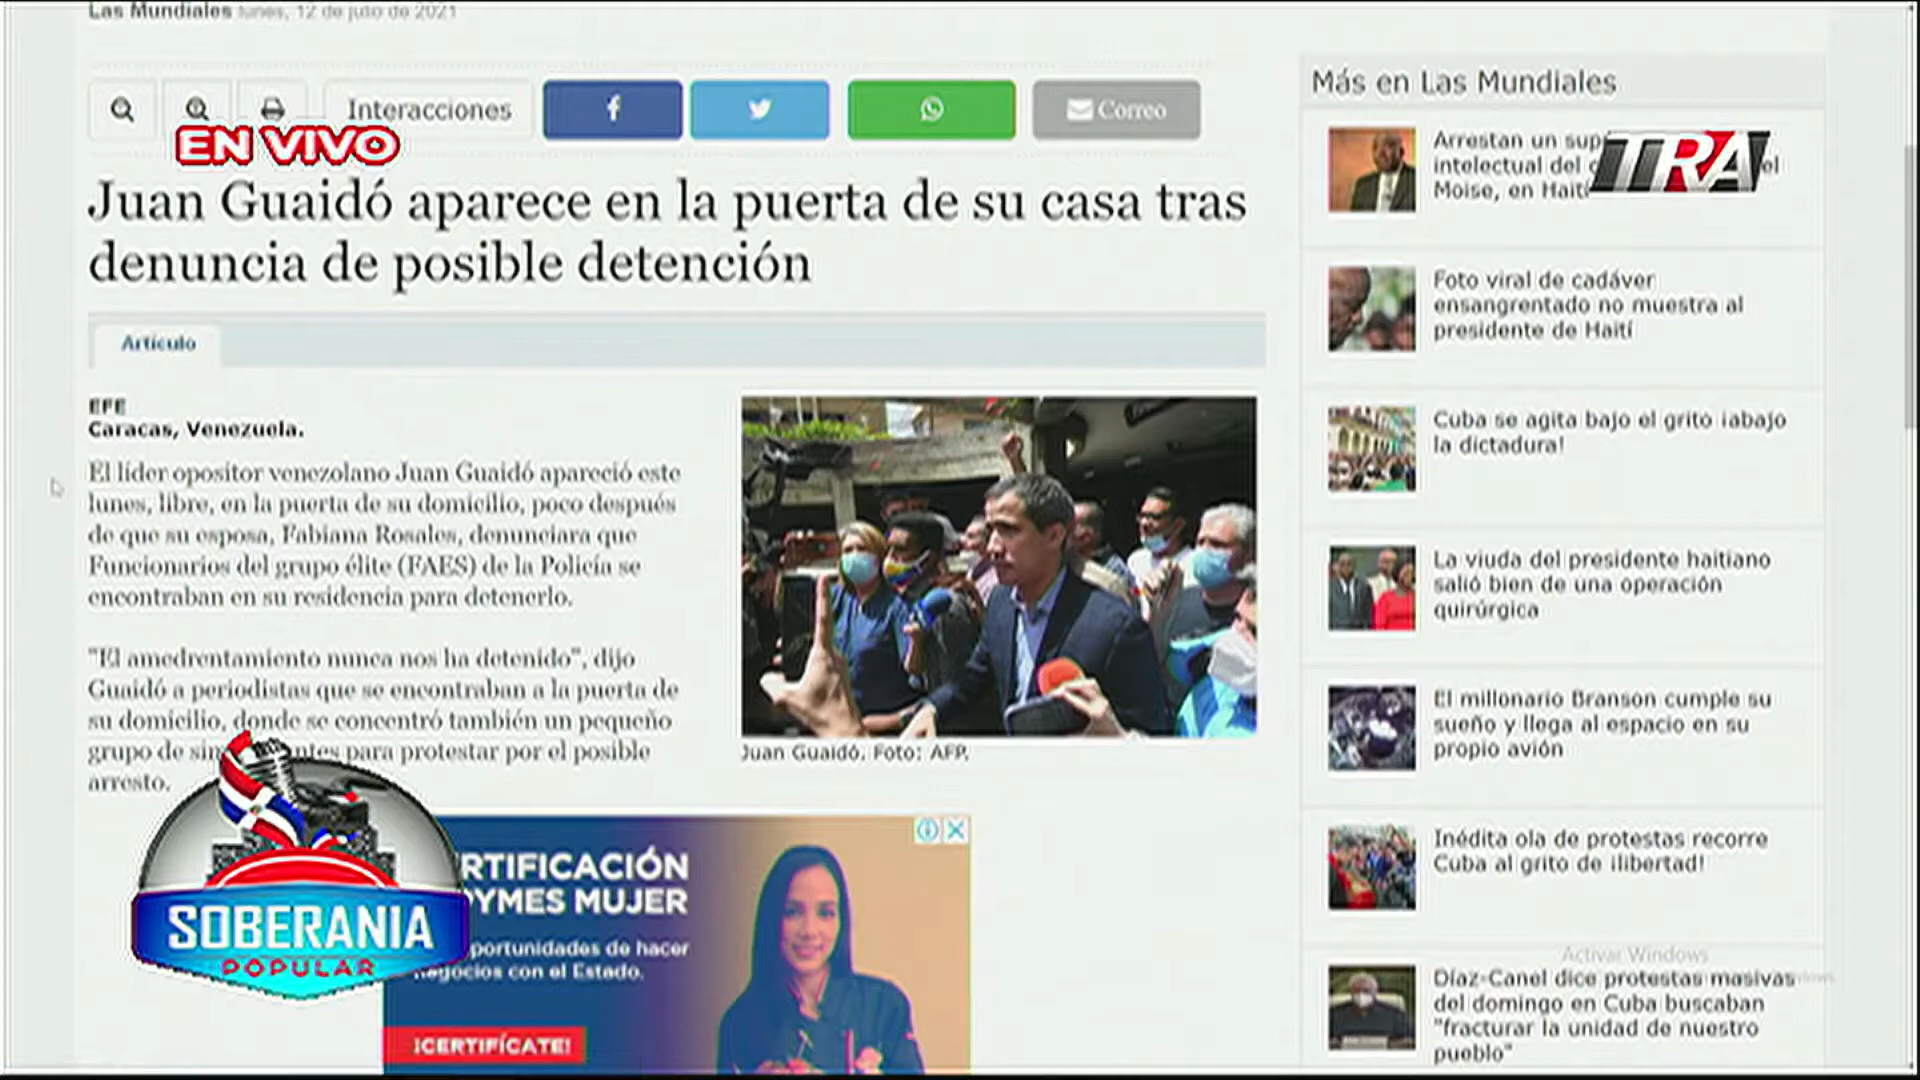 Las Mundiales lunes, 12 de julio de 2021
Interacciones
Correo
EN VIVO
Juan Guaidó aparece en la puerta de su casa tras
denuncia de posible detención
Artículo
EFE
Caracas, Venezuela.
El líder opositor venezolano Juan Guaidó apareció este
lunes, libre, en la puerta de su domicilio, poco después
de que su esposa, Fabiana Rosales, denunciara que
Funcionarios del grupo élite (FAES) de la Policía se
encontraban en su residencia para detenerlo.
"El amedrentamiento nunca nos ha detenido", dijo
Guaidó a periodistas que se encontraban a la puerta de
su domicilio, donde se concentró también un pequeño
grupo de sim ntes para protestar por el posible
arresto.
Juan Guaidó. Foto: AFP.
SOBERANIA
POPULAR
RTIFICACIÓN
PYMES MUJER
portunidades de hacer
negocios con el Estado.
¡CERTIFÍCATE!
Más en Las Mundiales
TRA
Arrestan un sup
intelectual del el
Moise, en Haití
Foto viral de cadáver
ensangrentado no muestra al
presidente de Haití
Cuba se agita bajo el grito ¡abajo
la dictadura!
La viuda del presidente haitiano
salió bien de una operación
quirúrgica
El millonario Branson cumple su
sueño y llega al espacio en su
propio avión
Inédita ola de protestas recorre
Cuba al grito de ¡libertad!
Activar Windows
Díaz-Canel dice protestas masivas
del domingo en Cuba buscaban
"fracturar la unidad de nuestro
pueblo"